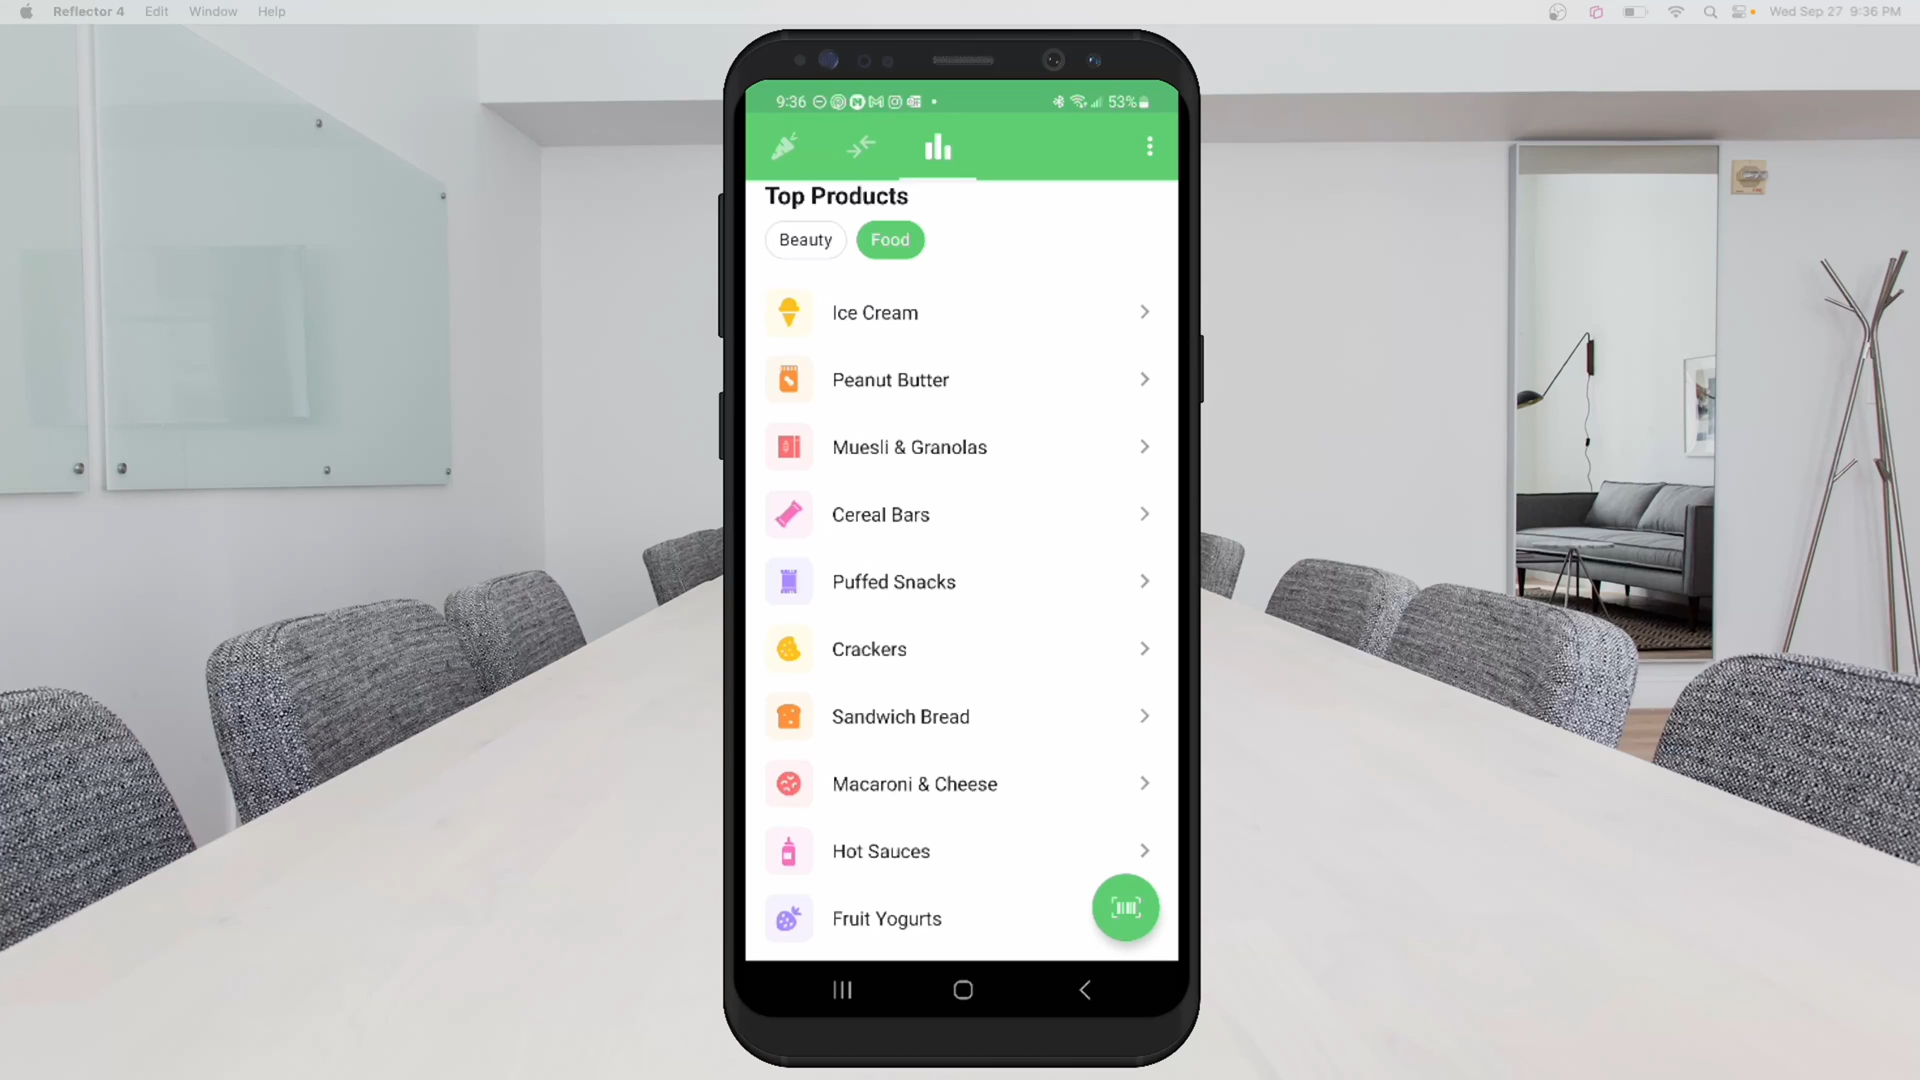 Reflector 4 Edit Window Help Wed Sep 27 9:36 PM
9:36 53%
Top Products
Beauty Food
Ice Cream
Peanut Butter
Muesli & Granolas
Cereal Bars
Puffed Snacks
Crackers
Sandwich Bread
Macaroni & Cheese
Hot Sauces
Fruit Yogurts